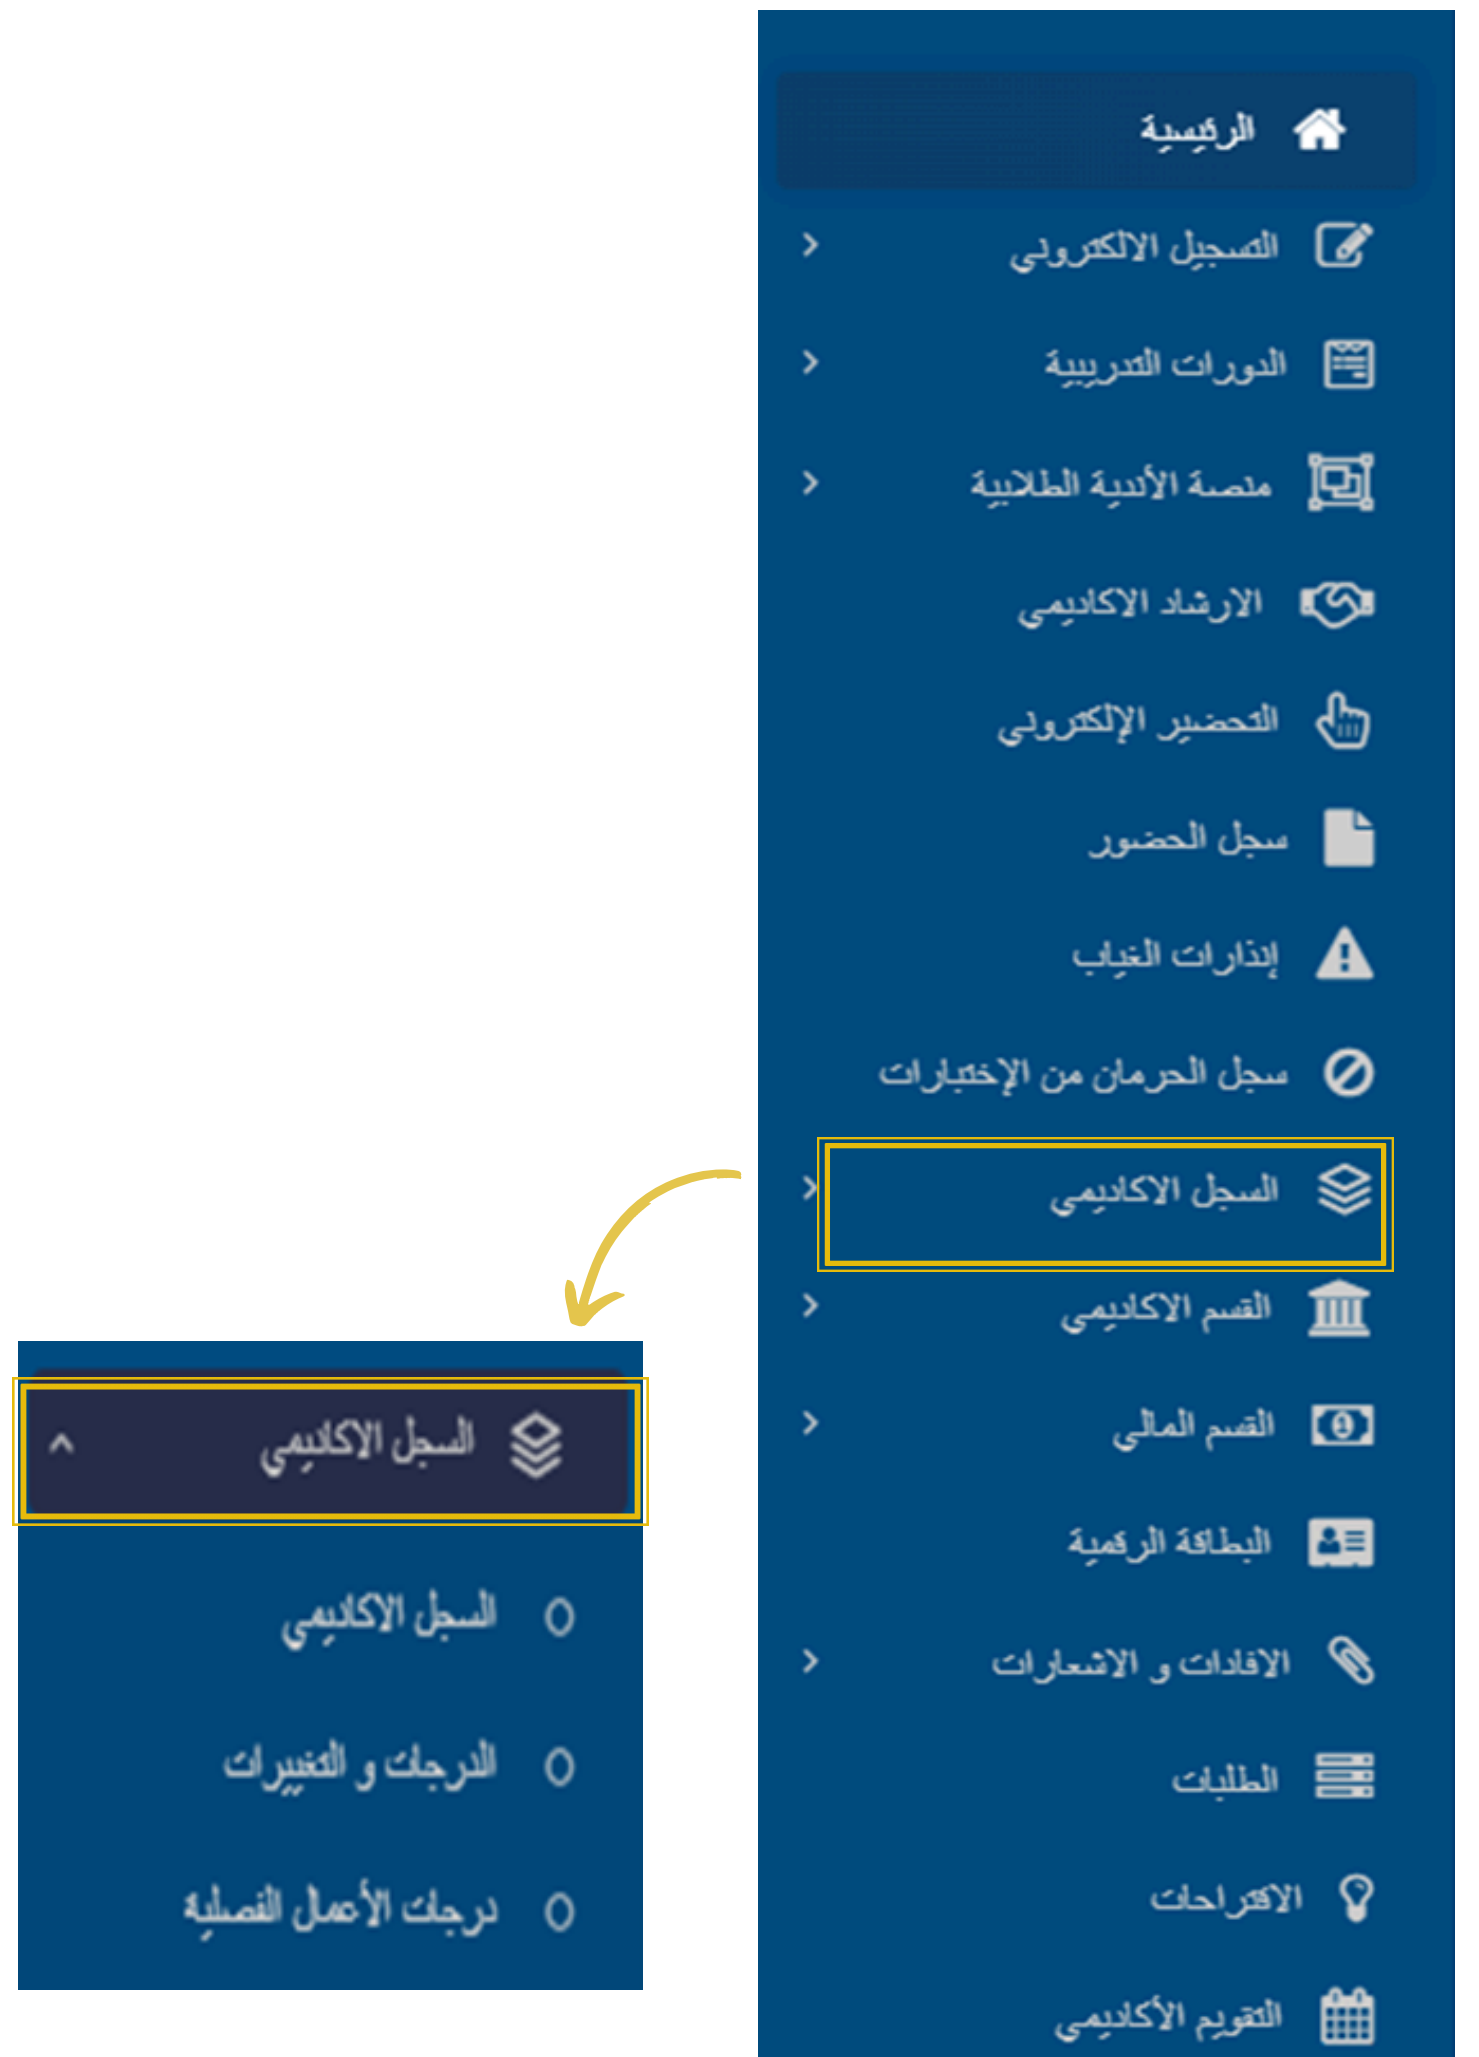 الرئيسية
التسجيل الالكتروني
الدورات التدريبية
منصة الأندية الطلابية
الارشاد الاكاديمي
التحضير الإلكتروني
سجل الحضور
إنذارات الغياب
سجل الحرمان من الإختبارات
السجل الاكاديمي
القسم الاكاديمي
القسم المالي
البطاقة الرقمية
الافادات و الاشعارات
الطلبات
الاقتراحات
التقويم الأكاديمي
السجل الاكاديمي
السجل الاكاديمي
الدرجات و التغييرات
درجات الأعمال الفصلية